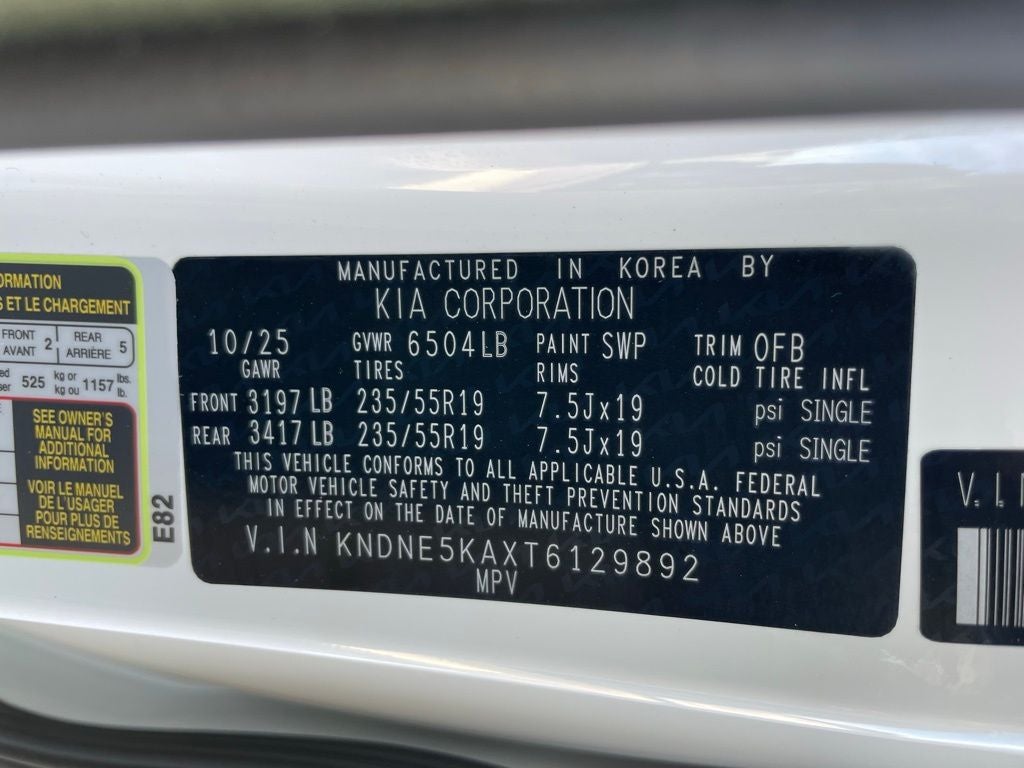 ORMATION
S ET LE CHARGEMENT
FRONT 2 REAR 5
AVANT ARRIÈRE
525 kg or 1157 lbs.
kg ou lb.
SEE OWNER'S
MANUAL FOR
ADDITIONAL
INFORMATION
VOIR LE MANUEL
DE L'USAGER
POUR PLUS DE
RENSEIGNEMENTS
E82
MANUFACTURED IN KOREA BY
KIA CORPORATION
10/25 GVWR 6504LB PAINT SWP TRIM OFB
GAWR TIRES RIMS COLD TIRE INFL
FRONT 3197 LB 235/55R19 7.5Jx19 psi SINGLE
REAR 3417 LB 235/55R19 7.5Jx19 psi SINGLE
THIS VEHICLE CONFORMS TO ALL APPLICABLE U.S.A. FEDERAL
MOTOR VEHICLE SAFETY AND THEFT PREVENTION STANDARDS
IN EFFECT ON THE DATE OF MANUFACTURE SHOWN ABOVE
V.I.N KNDNE5KAXT6129892
MPV
V.I.